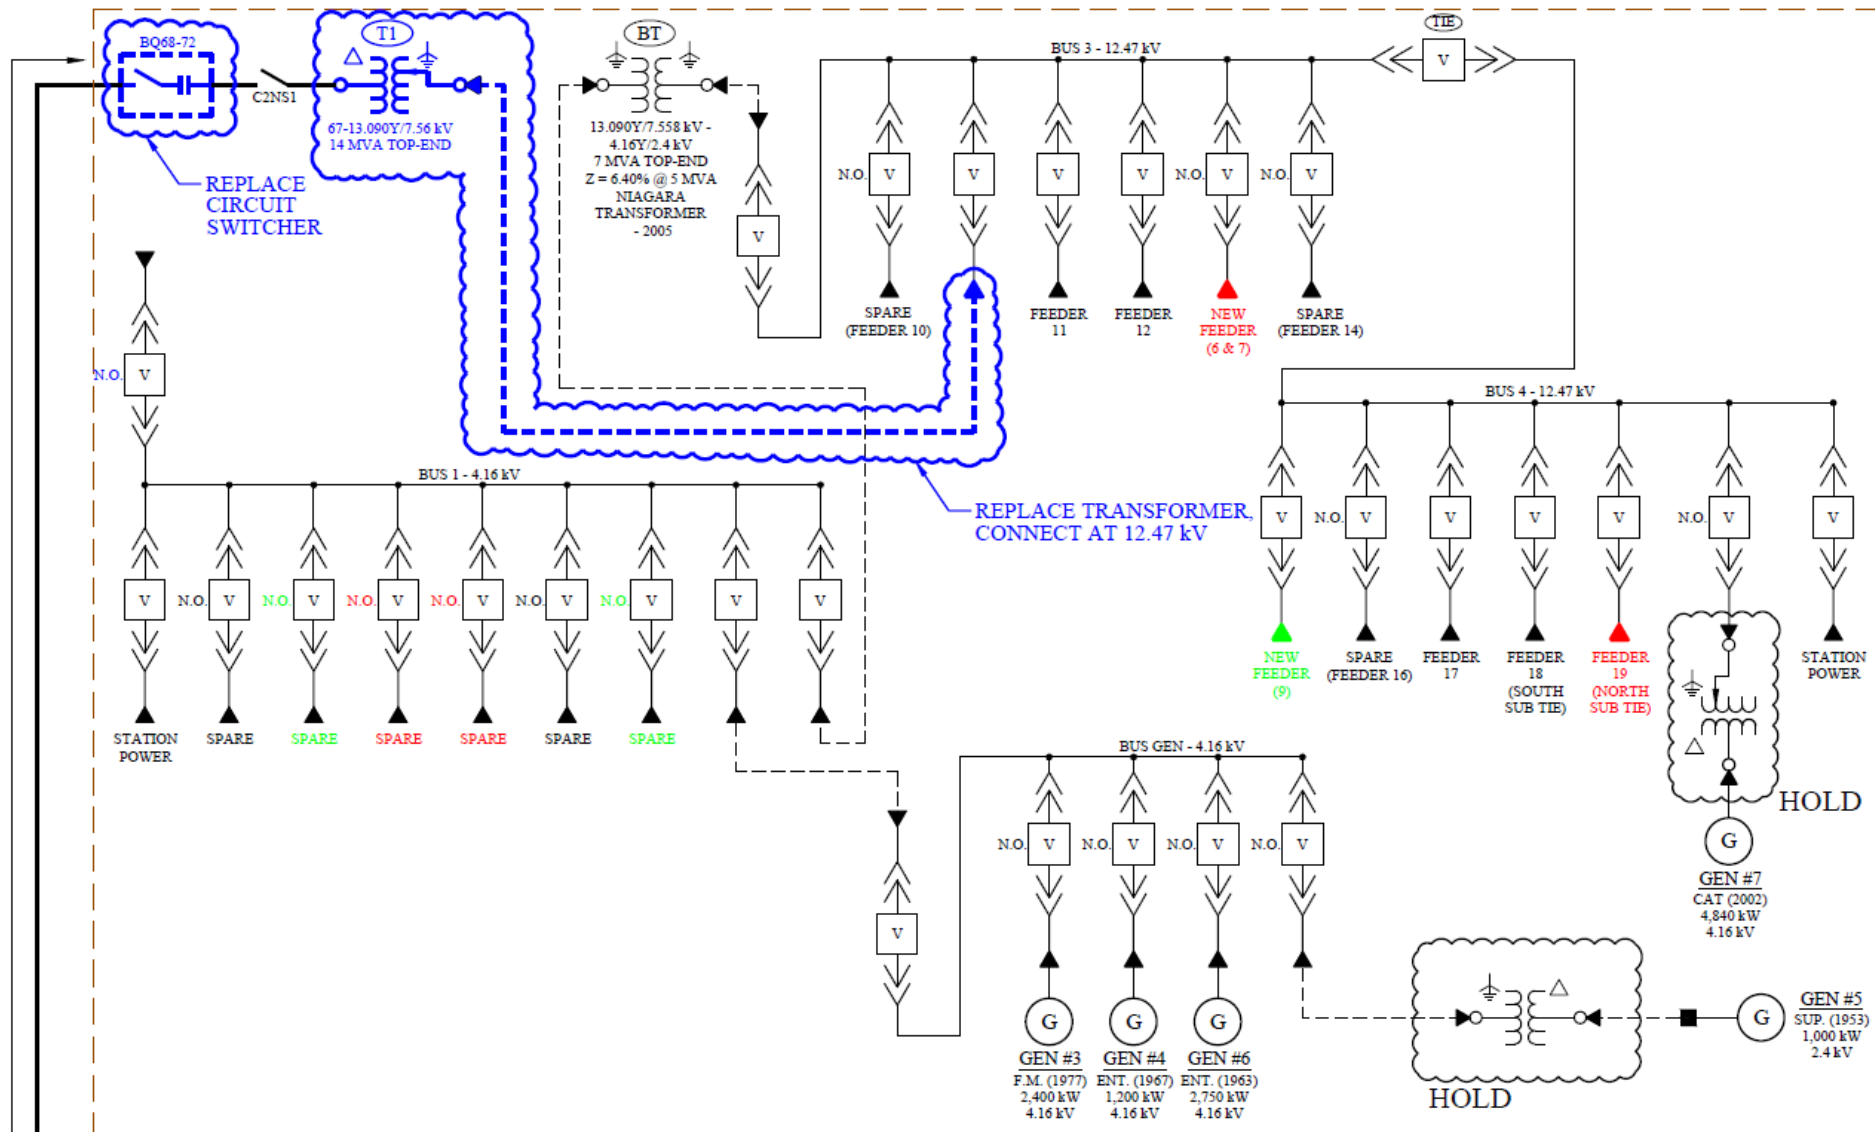 BQ68-72
C2NS1
T1
67-13.090Y/7.56 kV
14 MVA TOP-END
REPLACE
CIRCUIT
SWITCHER
BT
13.090Y/7.558 kV -
4.16Y/2.4 kV
7 MVA TOP-END
Z = 6.40% @ 5 MVA
NIAGARA
TRANSFORMER
- 2005
V
BUS 3 - 12.47 kV
TIE
V
N.O.
V
V
V
V
N.O.
V
N.O.
V
SPARE
(FEEDER 10)
FEEDER
11
FEEDER
12
NEW
FEEDER
(6 & 7)
SPARE
(FEEDER 14)
N.O.
V
REPLACE TRANSFORMER,
CONNECT AT 12.47 kV
BUS 4 - 12.47 kV
V
N.O.
V
V
V
V
N.O.
V
V
NEW
FEEDER
(9)
SPARE
(FEEDER 16)
FEEDER
17
FEEDER
18
(SOUTH
SUB TIE)
FEEDER
19
(NORTH
SUB TIE)
STATION
POWER
HOLD
G
GEN #7
CAT (2002)
4,840 kW
4.16 kV
BUS 1 - 4.16 kV
V
N.O.
V
N.O.
V
N.O.
V
N.O.
V
N.O.
V
N.O.
V
V
V
STATION
POWER
SPARE
SPARE
SPARE
SPARE
SPARE
SPARE
V
BUS GEN - 4.16 kV
N.O.
V
N.O.
V
N.O.
V
N.O.
V
G
GEN #3
F.M. (1977)
2,400 kW
4.16 kV
G
GEN #4
ENT. (1967)
1,200 kW
4.16 kV
G
GEN #6
ENT. (1963)
2,750 kW
4.16 kV
HOLD
G
GEN #5
SUP. (1953)
1,000 kW
2.4 kV